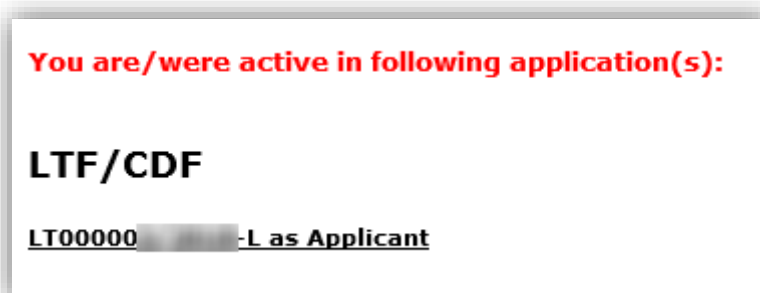 You are/were active in following application(s):
LTF/CDF
LT00000 -L as Applicant